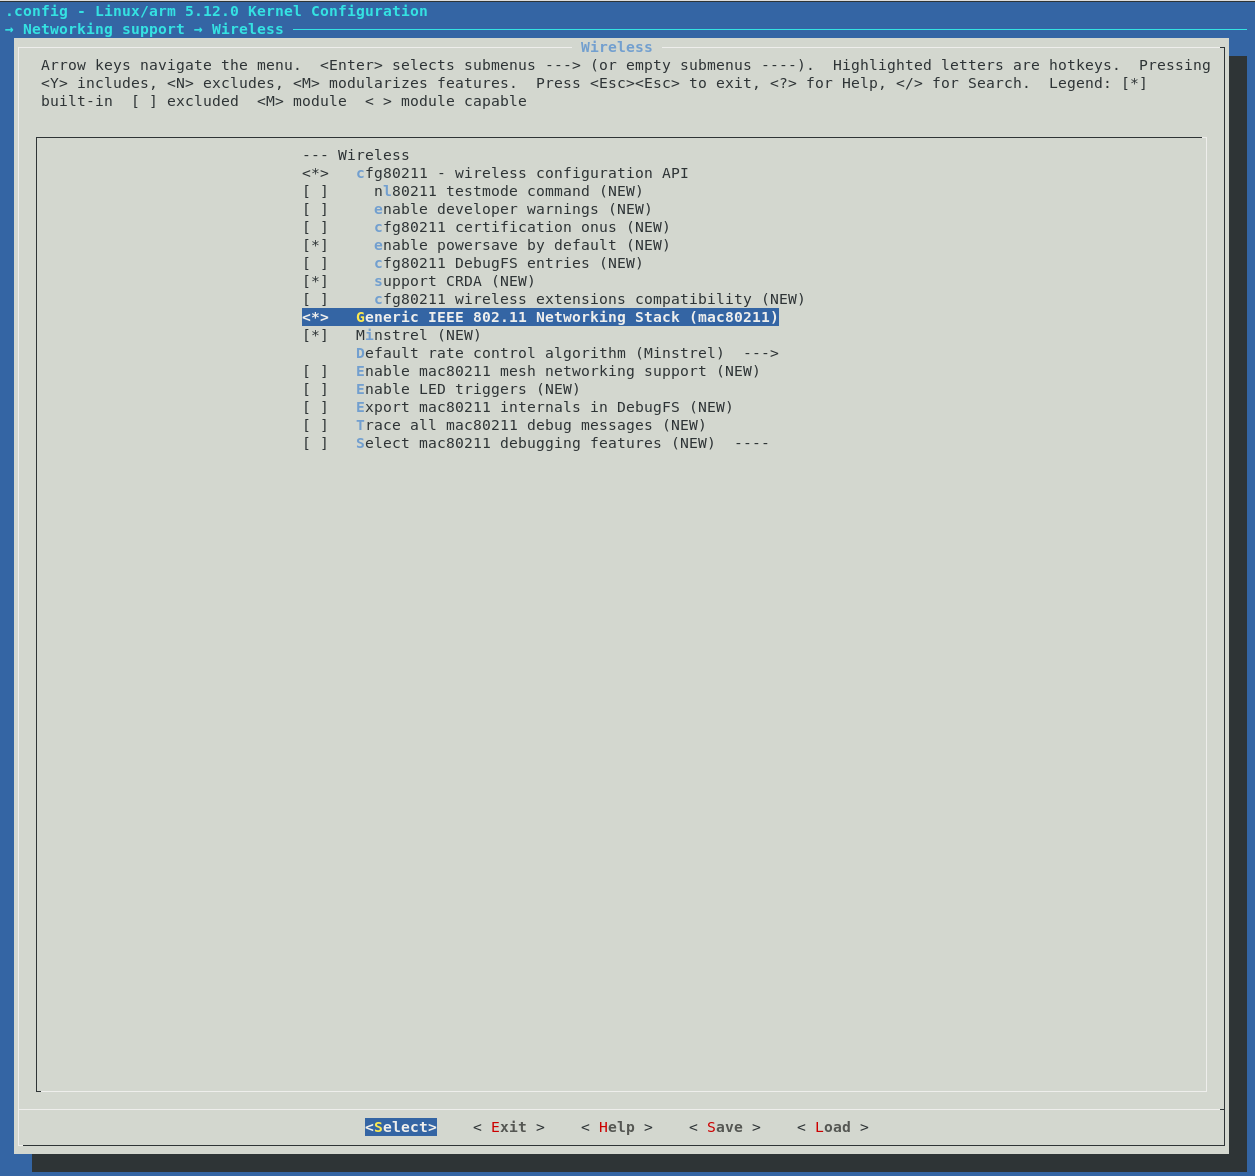 .config - Linux/arm 5.12.0 Kernel Configuration
→ Networking support → Wireless
Wireless
Arrow keys navigate the menu.  <Enter> selects submenus ---> (or empty submenus ----).  Highlighted letters are hotkeys.  Pressing
<Y> includes, <N> excludes, <M> modularizes features.  Press <Esc><Esc> to exit, <?> for Help, </> for Search.  Legend: [*]
built-in  [ ] excluded  <M> module  < > module capable
--- Wireless
<*>   cfg80211 - wireless configuration API
[ ]     nl80211 testmode command (NEW)
[ ]     enable developer warnings (NEW)
[ ]     cfg80211 certification onus (NEW)
[*]     enable powersave by default (NEW)
[ ]     cfg80211 DebugFS entries (NEW)
[*]     support CRDA (NEW)
[ ]     cfg80211 wireless extensions compatibility (NEW)
<*>   Generic IEEE 802.11 Networking Stack (mac80211)
[*]   Minstrel (NEW)
Default rate control algorithm (Minstrel)  --->
[ ]   Enable mac80211 mesh networking support (NEW)
[ ]   Enable LED triggers (NEW)
[ ]   Export mac80211 internals in DebugFS (NEW)
[ ]   Trace all mac80211 debug messages (NEW)
[ ]   Select mac80211 debugging features (NEW)  ----
<Select>    < Exit >    < Help >    < Save >    < Load >